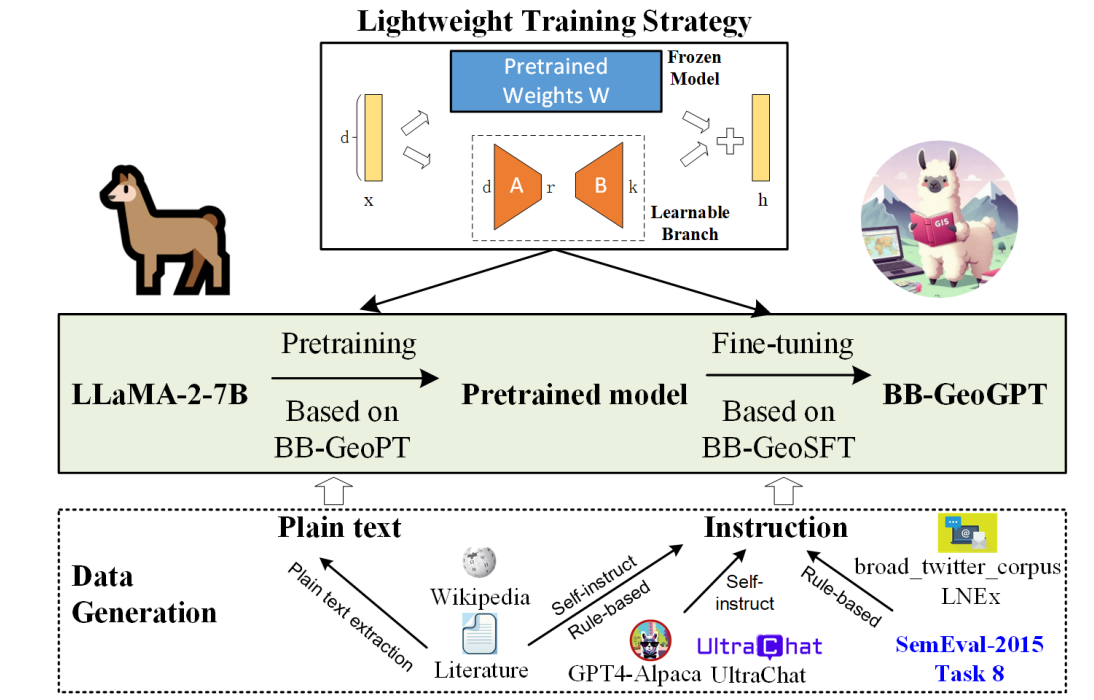 Lightweight Training Strategy
Pretrained
Weights W
Frozen
Model
d
x
d
A
r
B
k
h
Learnable
Branch
GIS
LLaMA-2-7B
Pretraining
Based on
BB-GeoPT
Pretrained model
Fine-tuning
Based on
BB-GeoSFT
BB-GeoGPT
Data
Generation
Plain text
Instruction
Plain text extraction
Wikipedia
Literature
Self-instruct
Rule-based
Self-
instruct
Rule-based
GPT4-Alpaca
UltraChat
UltraChat
@
broad_twitter_corpus
LNEx
SemEval-2015
Task 8